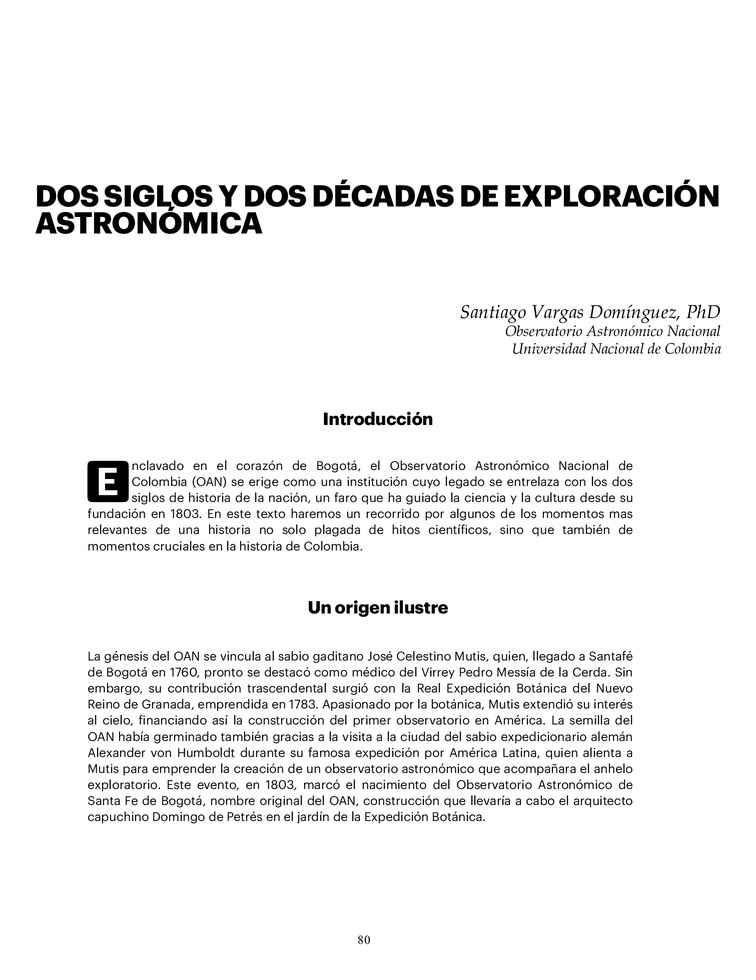 DOS SIGLOS Y DOS DÉCADAS DE EXPLORACIÓN
ASTRONÓMICA
Santiago Vargas Domínguez, PhD
Observatorio Astronómico Nacional
Universidad Nacional de Colombia
Introducción
Enclavado en el corazón de Bogotá, el Observatorio Astronómico Nacional de
Colombia (OAN) se erige como una institución cuyo legado se entrelaza con los dos
siglos de historia de la nación, un faro que ha guiado la ciencia y la cultura desde su
fundación en 1803. En este texto haremos un recorrido por algunos de los momentos mas
relevantes de una historia no solo plagada de hitos científicos, sino que también de
momentos cruciales en la historia de Colombia.
Un origen ilustre
La génesis del OAN se vincula al sabio gaditano José Celestino Mutis, quien, llegado a Santafé
de Bogotá en 1760, pronto se destacó como médico del Virrey Pedro Messía de la Cerda. Sin
embargo, su contribución trascendental surgió con la Real Expedición Botánica del Nuevo
Reino de Granada, emprendida en 1783. Apasionado por la botánica, Mutis extendió su interés
al cielo, financiando así la construcción del primer observatorio en América. La semilla del
OAN había germinado también gracias a la visita a la ciudad del sabio expedicionario alemán
Alexander von Humboldt durante su famosa expedición por América Latina, quien alienta a
Mutis para emprender la creación de un observatorio astronómico que acompañara el anhelo
exploratorio. Este evento, en 1803, marcó el nacimiento del Observatorio Astronómico de
Santa Fe de Bogotá, nombre original del OAN, construcción que llevaría a cabo el arquitecto
capuchino Domingo de Petrés en el jardín de la Expedición Botánica.
80